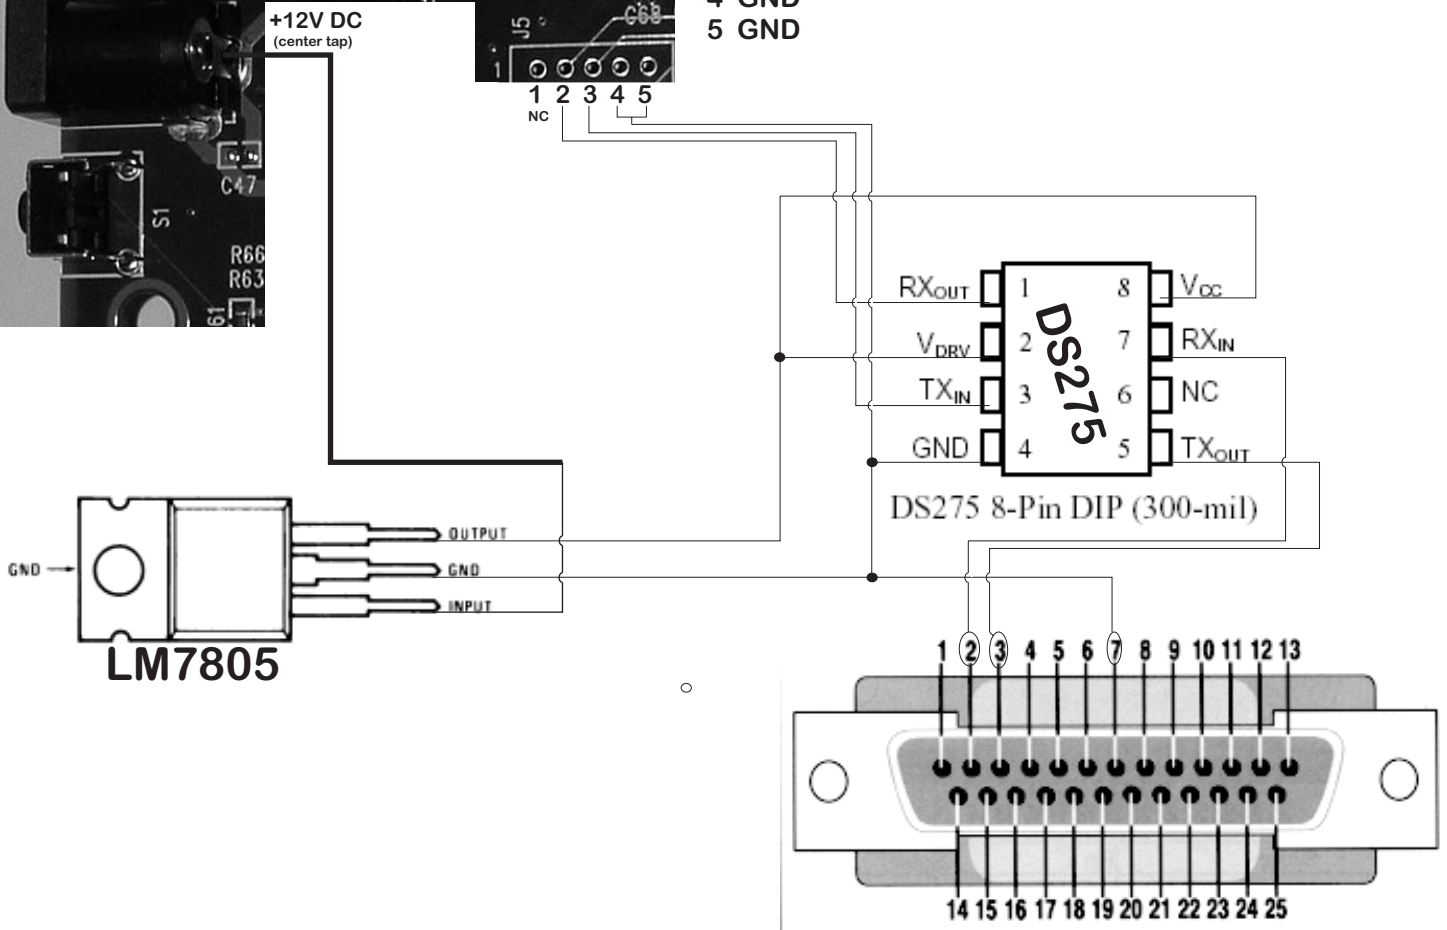 +12V DC
(center tap)
J5
C68
4 GND
5 GND
1
1 2 3 4 5
NC
C47
S1
R66
R63
61
RXOUT 1 8 VCC
VDRV 2 7 RXIN
TXIN 3 6 NC
GND 4 5 TXOUT
DS275
DS275 8-Pin DIP (300-mil)
OUTPUT
GND
GND
INPUT
LM7805
1 2 3 4 5 6 7 8 9 10 11 12 13
14 15 16 17 18 19 20 21 22 23 24 25